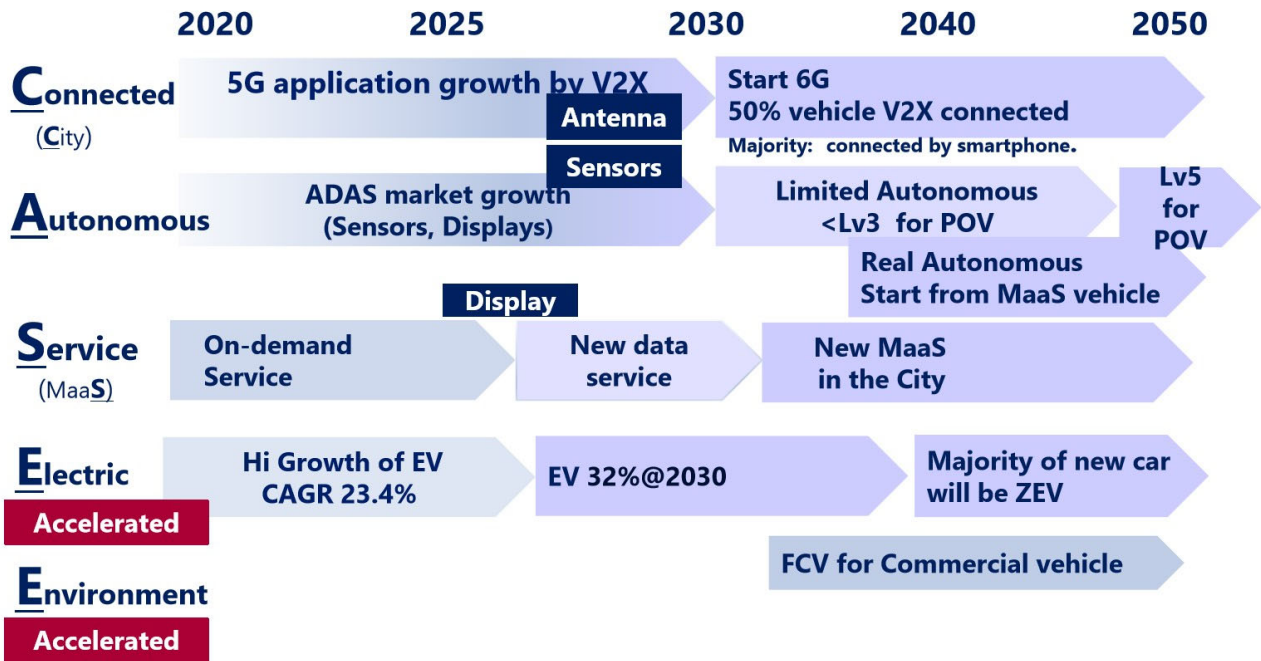 2020 2025 2030 2040 2050
Connected
(City)
5G application growth by V2X
Antenna
Start 6G
50% vehicle V2X connected
Majority: connected by smartphone.
Sensors
Autonomous
ADAS market growth
(Sensors, Displays)
Limited Autonomous
<Lv3 for POV
Lv5
for
POV
Real Autonomous
Start from MaaS vehicle
Display
Service
(MaaS)
On-demand
Service
New data
service
New MaaS
in the City
Electric
Accelerated
Hi Growth of EV
CAGR 23.4%
EV 32%@2030
Majority of new car
will be ZEV
FCV for Commercial vehicle
Environment
Accelerated